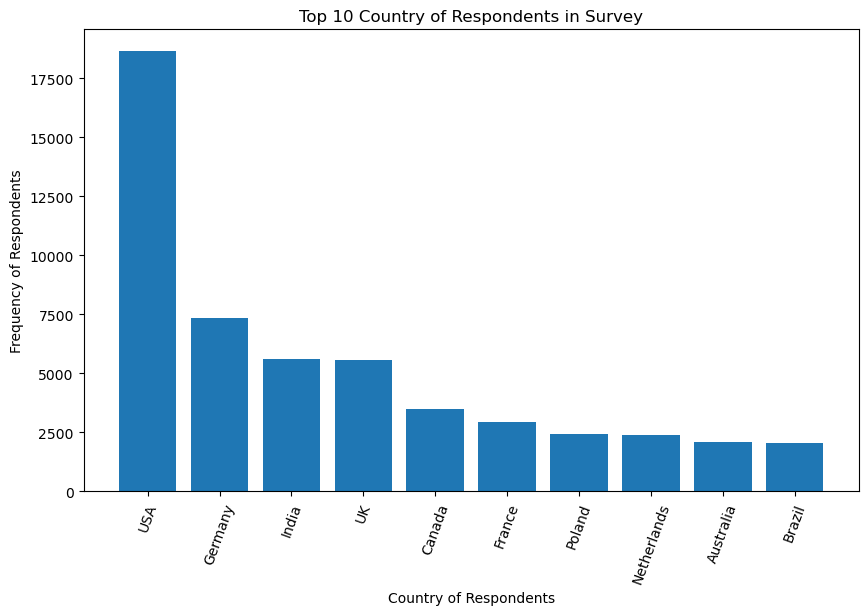 Top 10 Country of Respondents in Survey
Frequency of Respondents
17500
15000
12500
10000
7500
5000
2500
0
USA
Germany
India
UK
Canada
France
Poland
Netherlands
Australia
Brazil
Country of Respondents